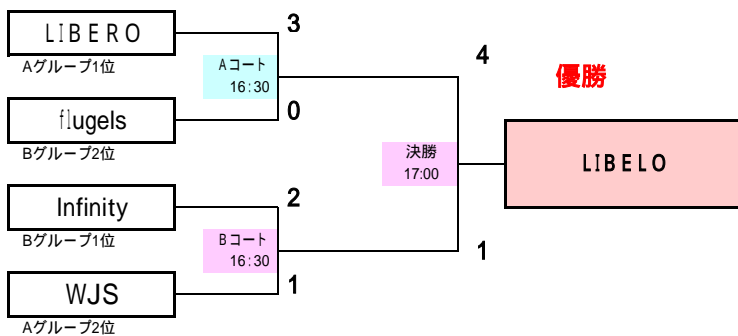 LIBERO
Aグループ1位
3
Aコート
16:30
flugels
Bグループ2位
0
4
優勝
決勝
17:00
LIBELO
Infinity
Bグループ1位
2
Bコート
16:30
WJS
Aグループ2位
1
1